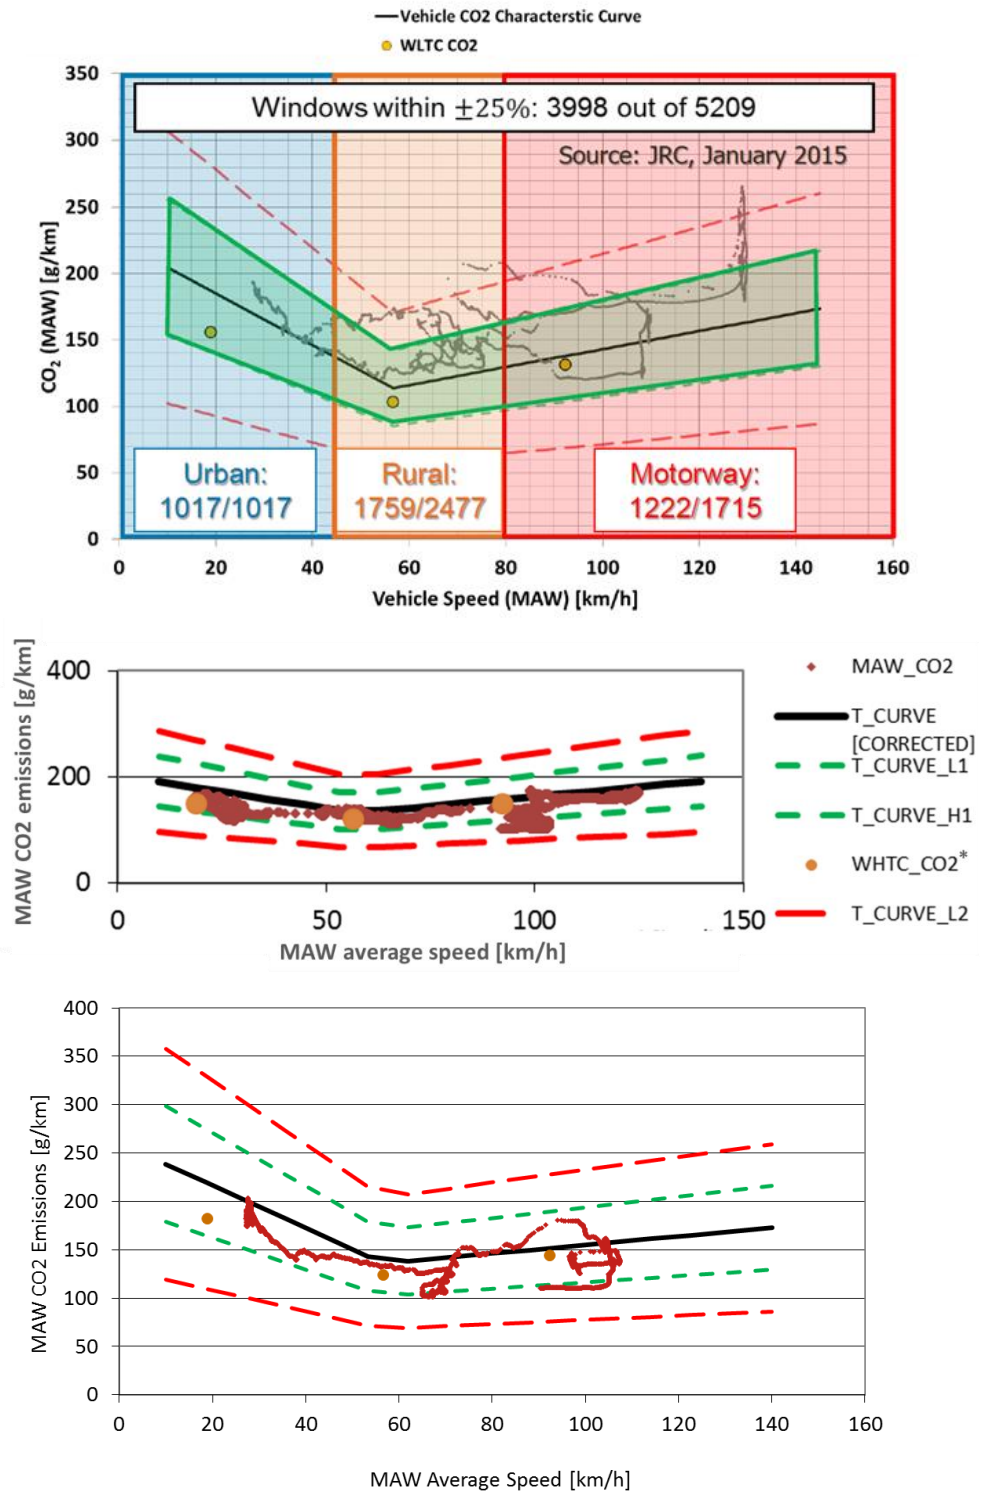 Vehicle CO2 Characterstic Curve
WLTC CO2
350
300
250
200
150
100
50
0
CO2 (MAW) [g/km]
Windows within ±25%: 3998 out of 5209
Source: JRC, January 2015
Urban:
1017/1017
Rural:
1759/2477
Motorway:
1222/1715
0 20 40 60 80 100 120 140 160
Vehicle Speed (MAW) [km/h]
MAW CO2 emissions [g/km]
400
200
0
0 50 100 150
MAW average speed [km/h]
MAW_CO2
T_CURVE
[CORRECTED]
T_CURVE_L1
T_CURVE_H1
WHTC_CO2*
T_CURVE_L2
MAW CO2 Emissions [g/km]
400
350
300
250
200
150
100
50
0
0 20 40 60 80 100 120 140 160
MAW Average Speed [km/h]